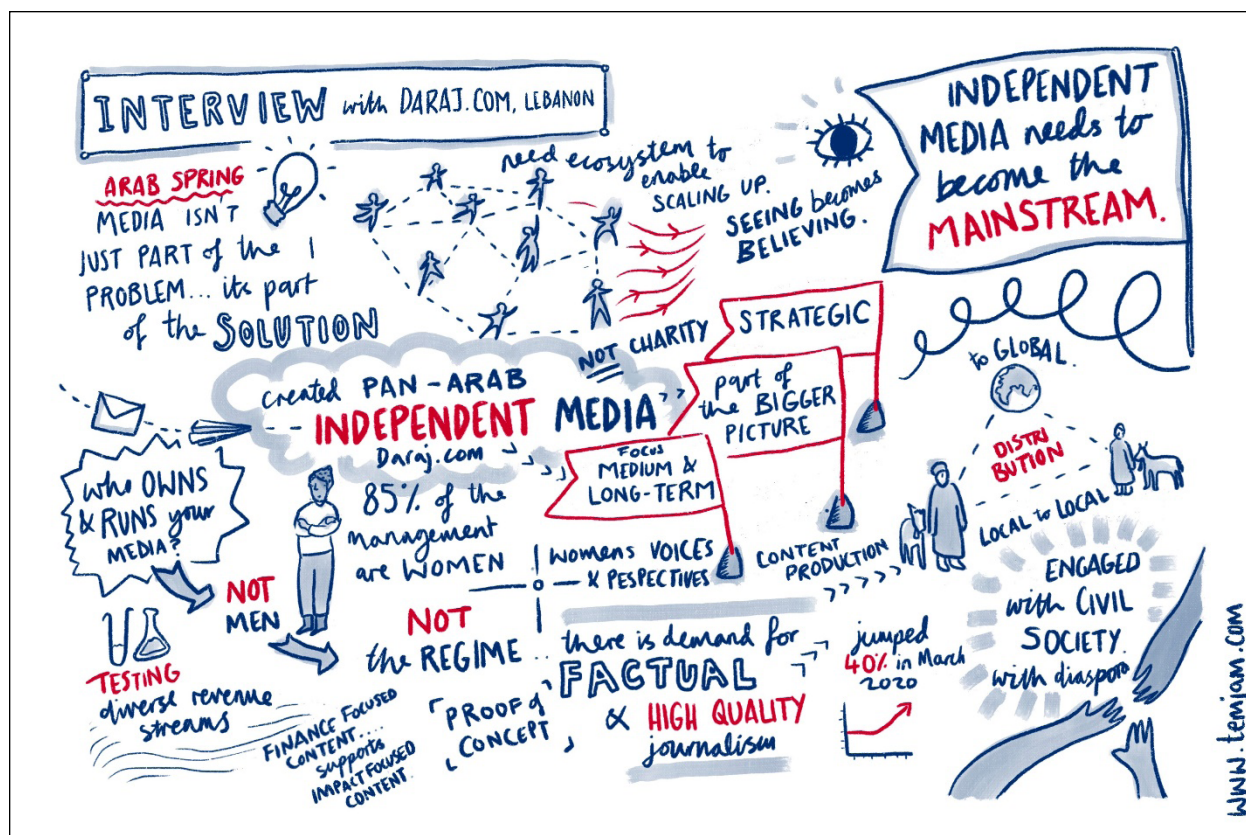 INTERVIEW with DARAJ.COM, LEBANON
ARAB SPRING
MEDIA ISN'T
JUST PART of the
PROBLEM... its part
of the SOLUTION
need ecosystem to
enable
SCALING UP.
SEEING becomes
BELIEVING.
INDEPENDENT
MEDIA needs to
become the
MAINSTREAM.
created PAN-ARAB
INDEPENDENT MEDIA
Daraj.com
NOT CHARITY
STRATEGIC
part of
the BIGGER
PICTURE
FOCUS
MEDIUM &
LONG-TERM
who OWNS
& RUNS your
MEDIA?
NOT
MEN
85% of the
management
are WOMEN
NOT
the REGIME...
WOMENS VOICES
& PESPECTIVES
CONTENT
PRODUCTION
to GLOBAL.
DISTRI
BUTION
LOCAL to LOCAL
ENGAGED
with CIVIL
SOCIETY.
with diaspora
TESTING
diverse revenue
streams
FINANCE FOCUSED
CONTENT....
supports
IMPACT FOCUSED
CONTENT.
PROOF of
CONCEPT
there is demand for
FACTUAL
& HIGH QUALITY
journalism
jumped
40% in March
2020
www.temjam.com